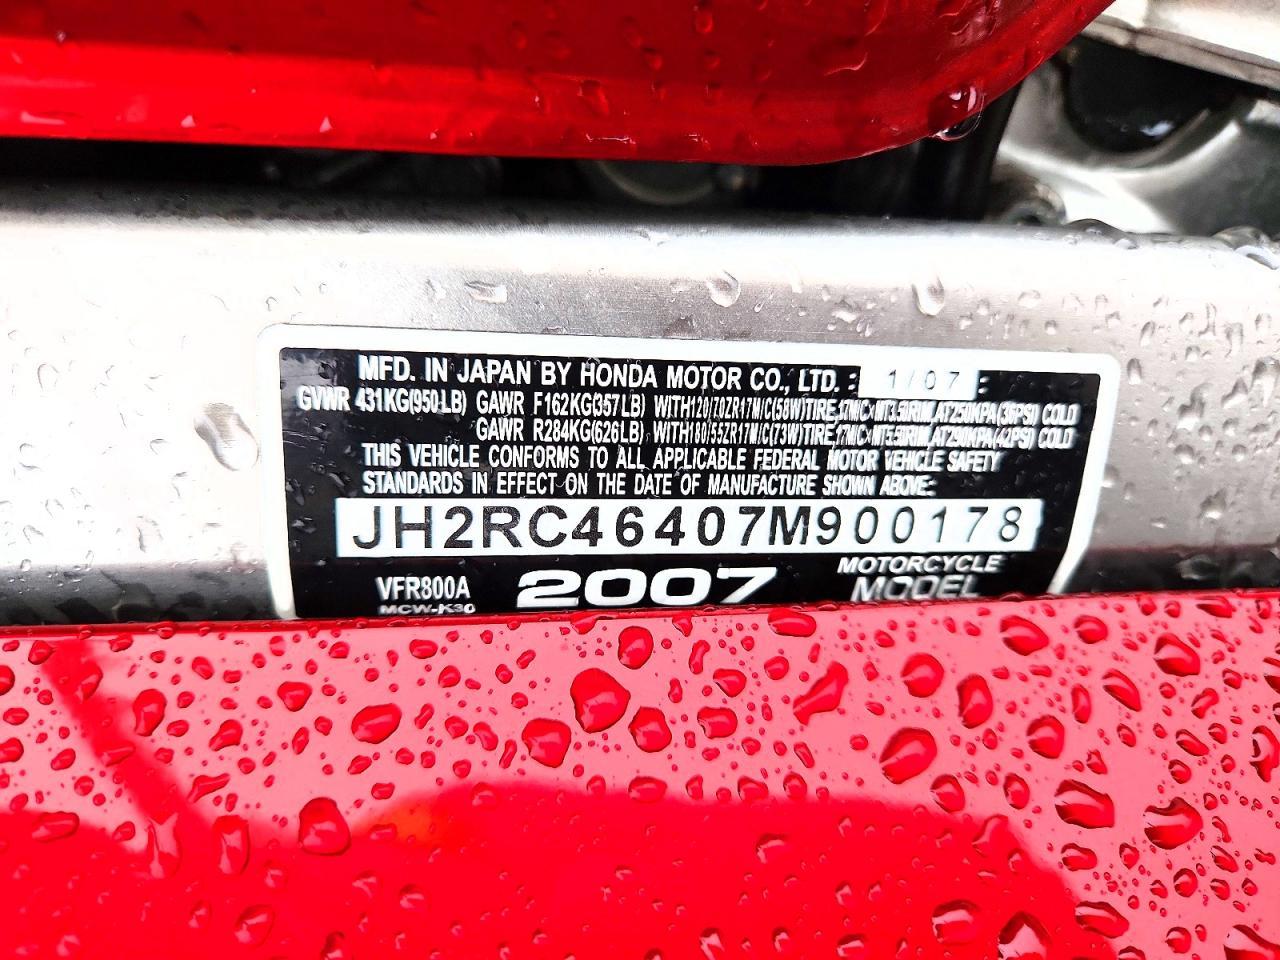 MFD. IN JAPAN BY HONDA MOTOR CO., LTD. : 1/07 :
GVWR 431KG(950LB) GAWR F162KG(357LB) WITH120/70ZR17M/C(58W)TIRE,17M/C×MT3.50RIM,AT250KPA(36PSI) COLD
GAWR R284KG(626LB) WITH180/55ZR17M/C(73W)TIRE,17M/C×MT5.50RIM,AT290KPA(42PSI) COLD
THIS VEHICLE CONFORMS TO ALL APPLICABLE FEDERAL MOTOR VEHICLE SAFETY
STANDARDS IN EFFECT ON THE DATE OF MANUFACTURE SHOWN ABOVE.
JH2RC46407M900178
VFR800A 2007 MOTORCYCLE
MCW-K30 MODEL